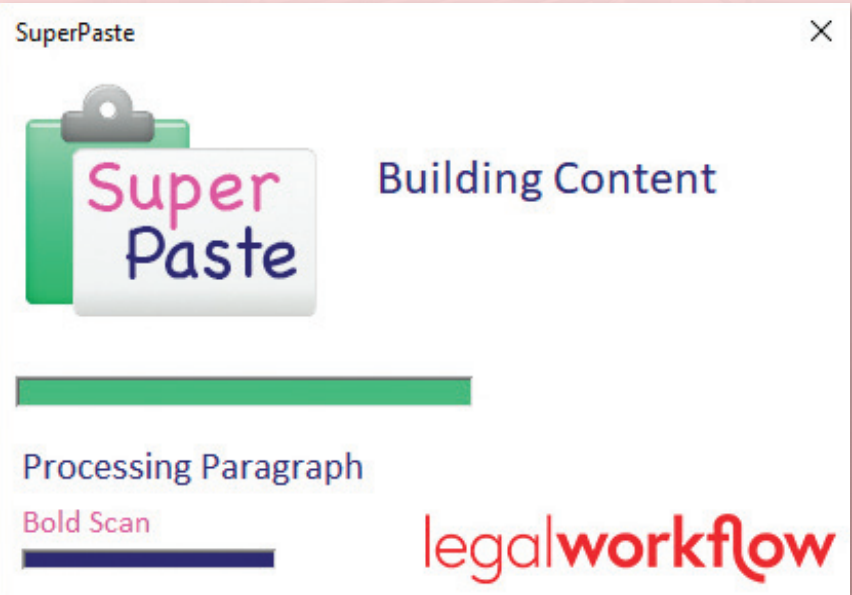 SuperPaste
Super
Paste
Building Content
Processing Paragraph
Bold Scan
legalworkflow